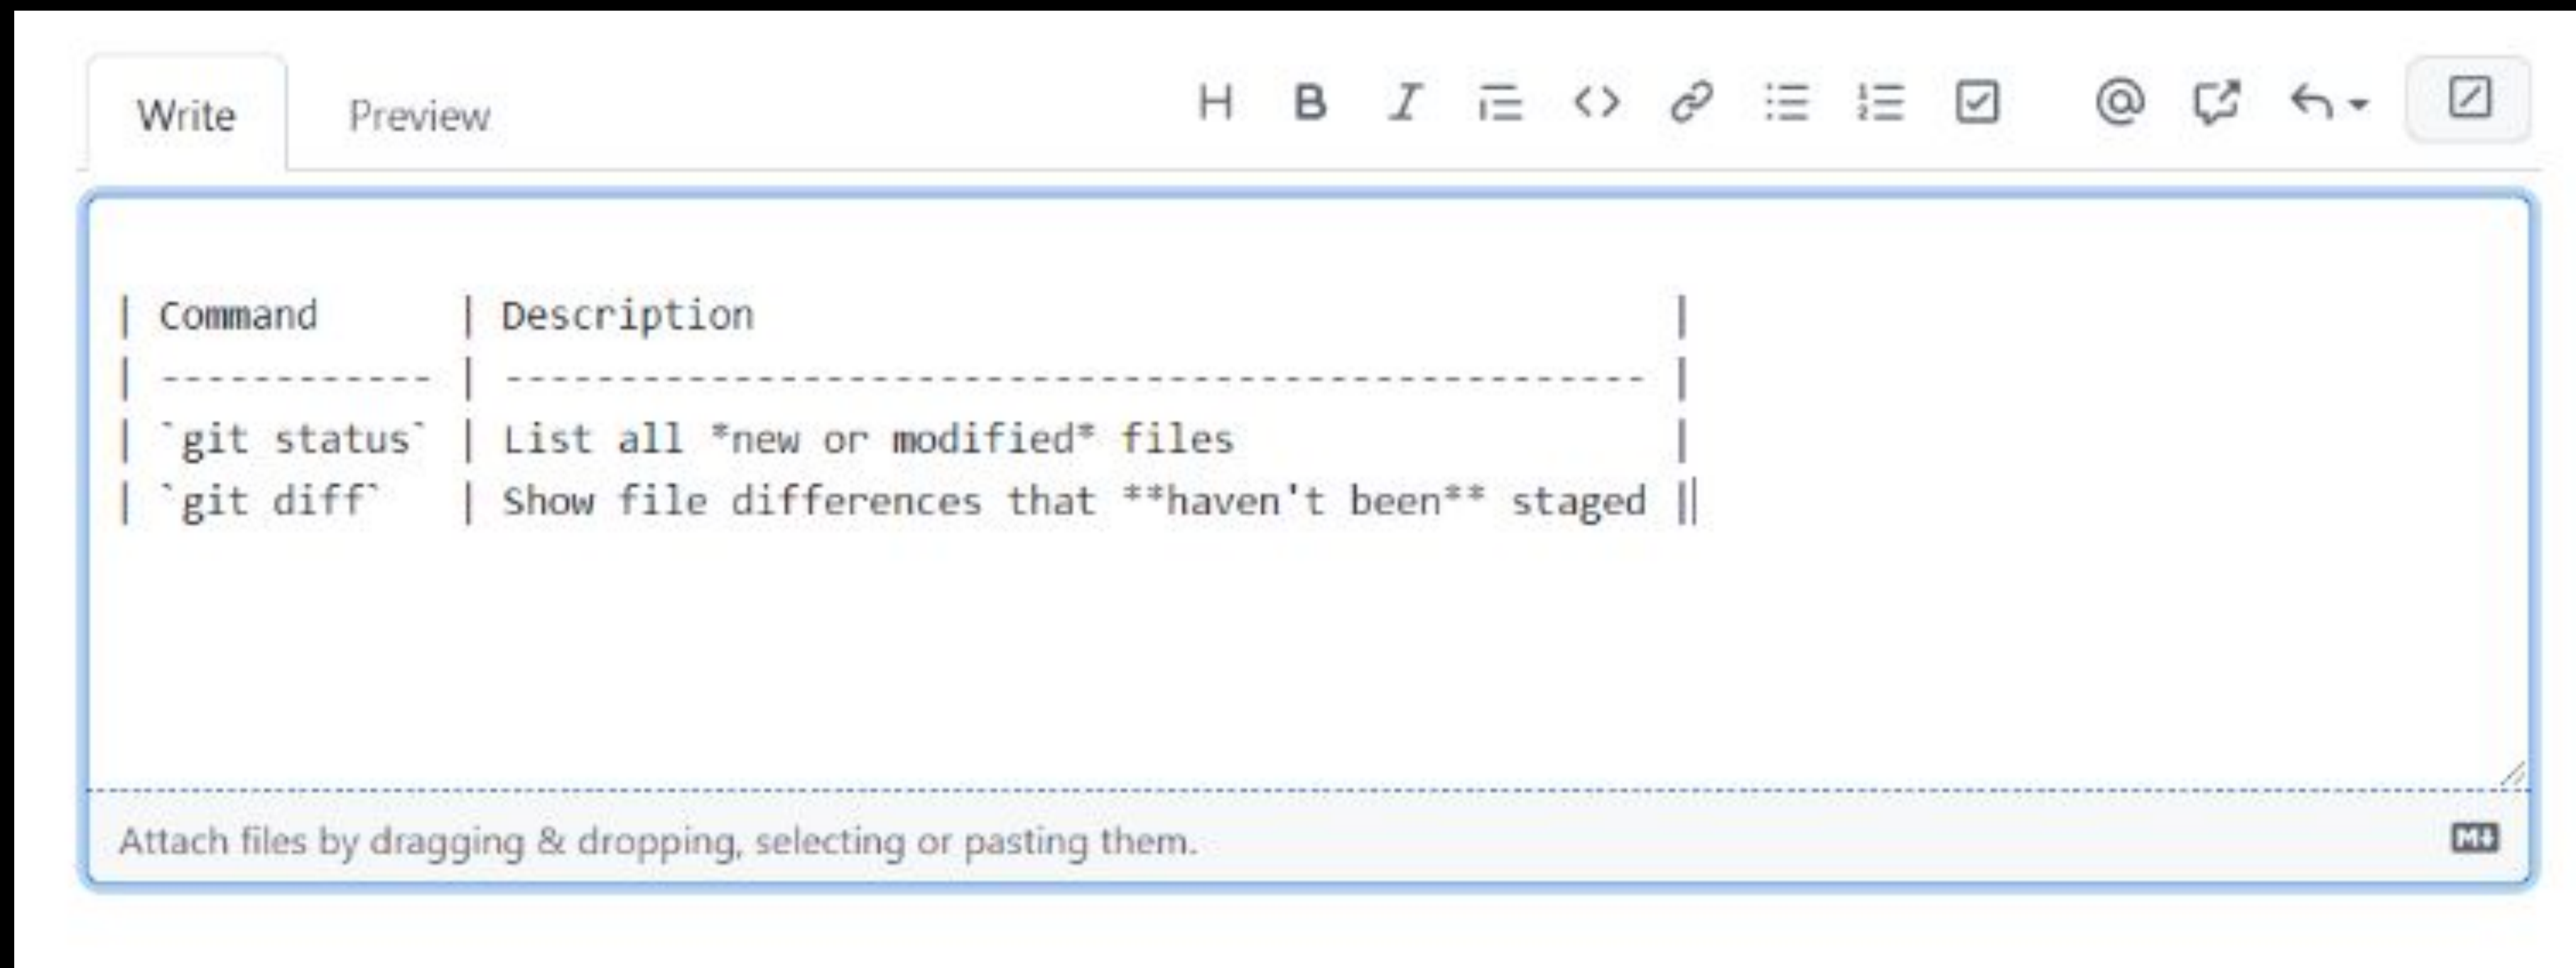 Write Preview H B I <> @
| Command      | Description                                        |
| ------------ | -------------------------------------------------- |
| `git status` | List all *new or modified* files                   |
| `git diff`   | Show file differences that **haven't been** staged |
Attach files by dragging & dropping, selecting or pasting them. M